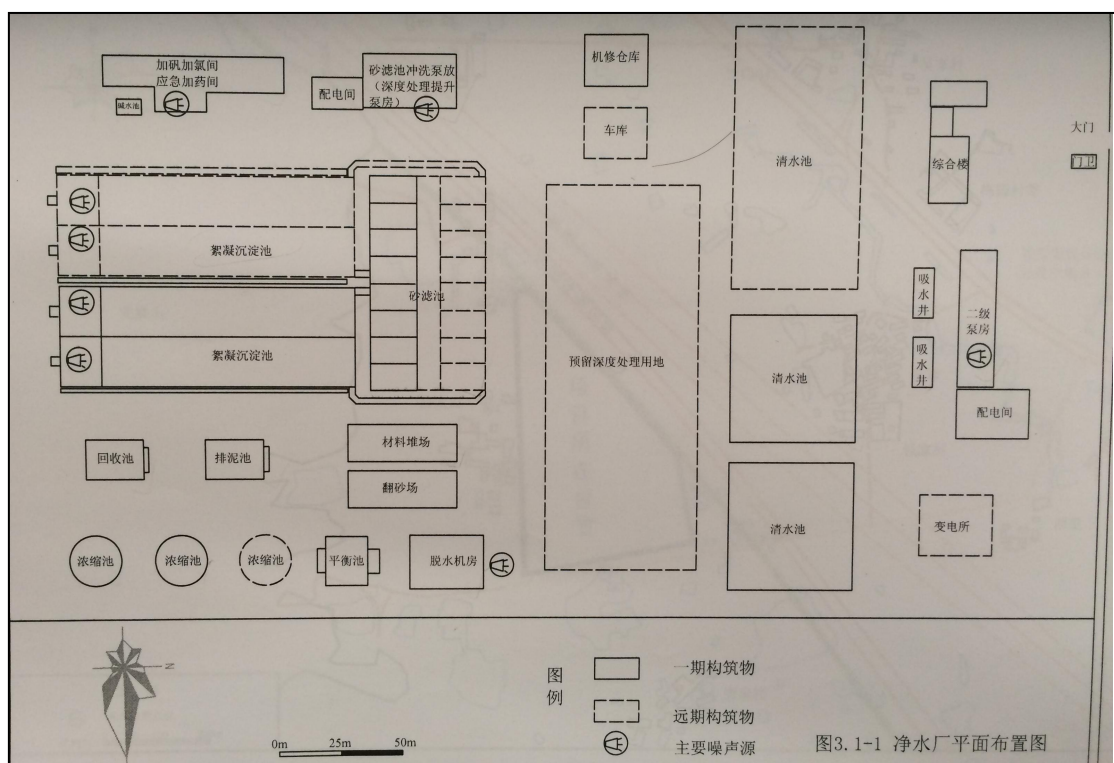 加矾加氯间
应急加药间
碱水池
配电间
砂滤池冲洗泵放
（深度处理提升
泵房）
机修仓库
车库
清水池
综合楼
大门
门卫
絮凝沉淀池
砂滤池
絮凝沉淀池
预留深度处理用地
清水池
吸水井
吸水井
二级
泵房
配电间
回收池
排泥池
材料堆场
翻砂场
清水池
变电所
浓缩池
浓缩池
浓缩池
平衡池
脱水机房
N
0m 25m 50m
图例
一期构筑物
远期构筑物
主要噪声源
图3.1-1 净水厂平面布置图